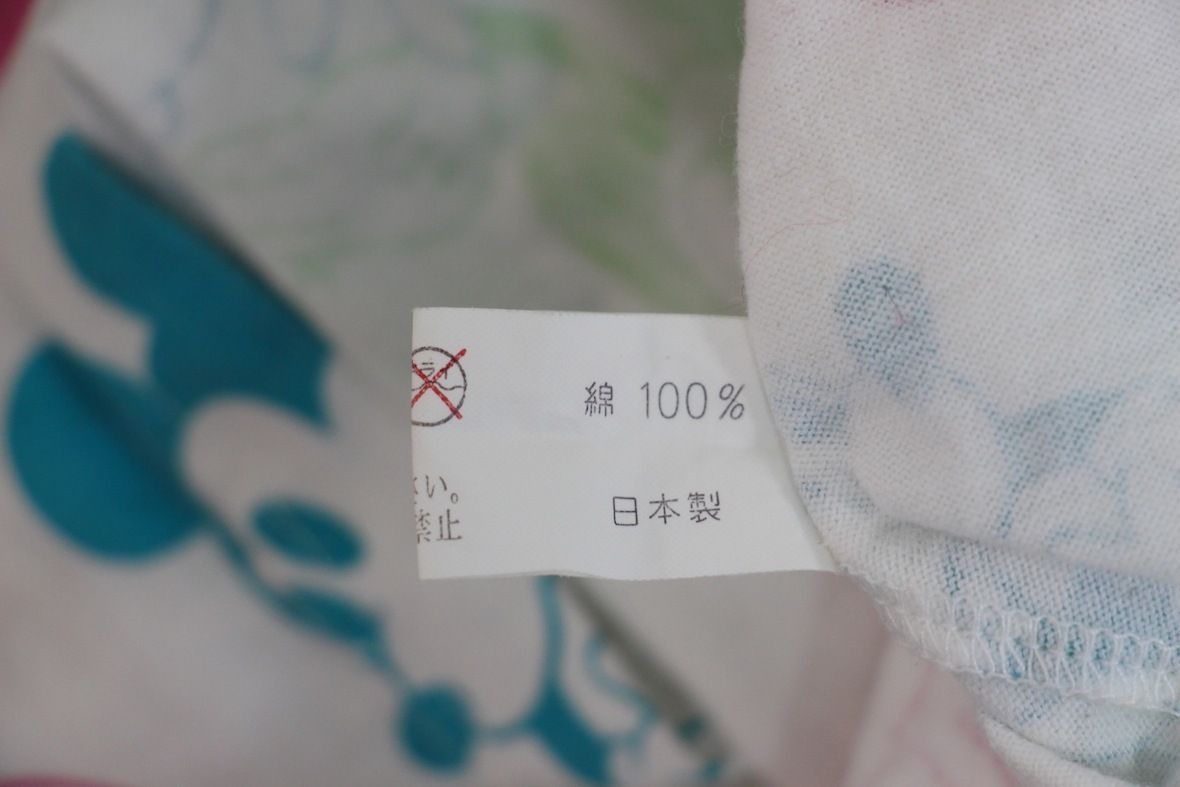 綿 100%
い。
日本製
禁止